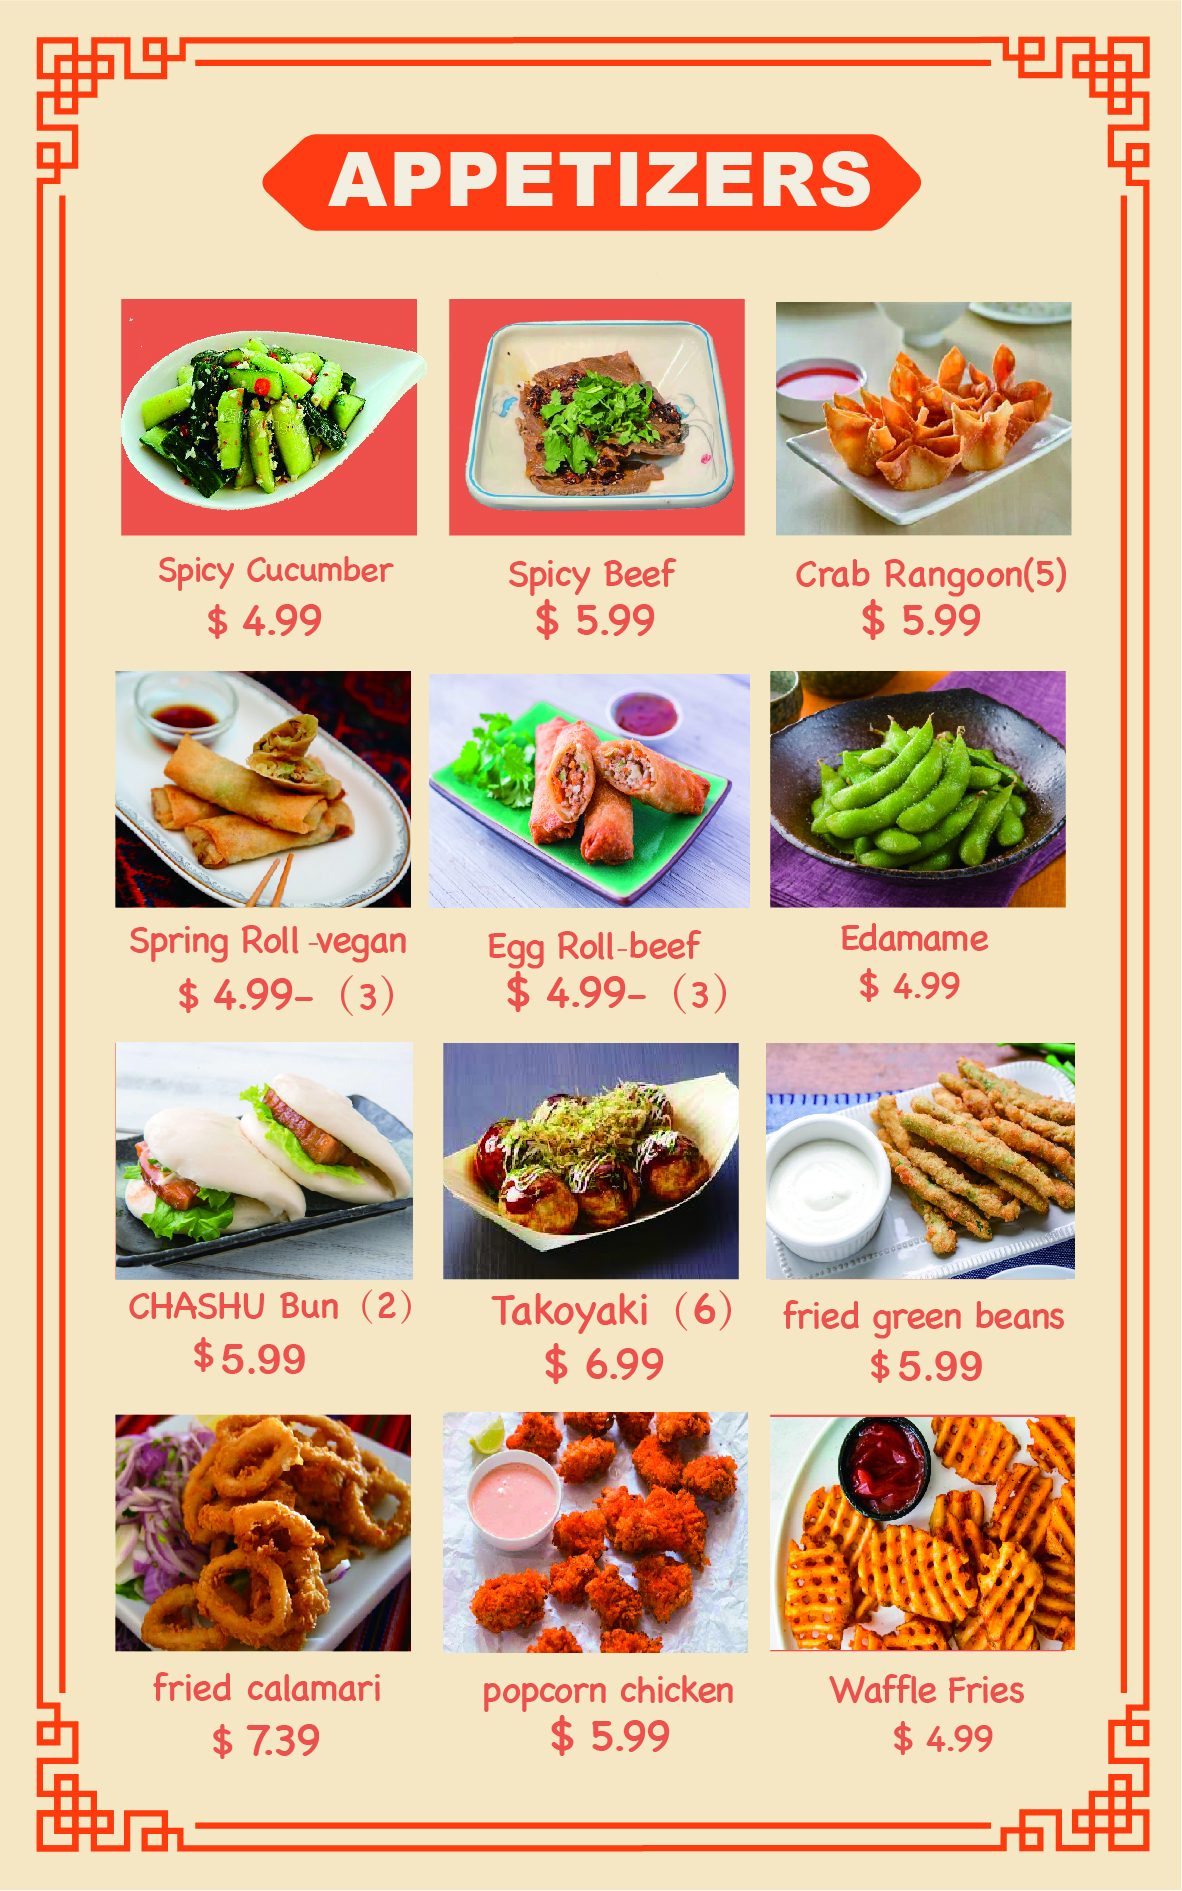 APPETIZERS
Spicy Cucumber
$ 4.99
Spicy Beef
$ 5.99
Crab Rangoon(5)
$ 5.99
Spring Roll -vegan
$ 4.99- （3）
Egg Roll-beef
$ 4.99- （3）
Edamame
$ 4.99
CHASHU Bun （2）
$5.99
Takoyaki （6）
$ 6.99
fried green beans
$5.99
fried calamari
$ 7.39
popcorn chicken
$ 5.99
Waffle Fries
$ 4.99